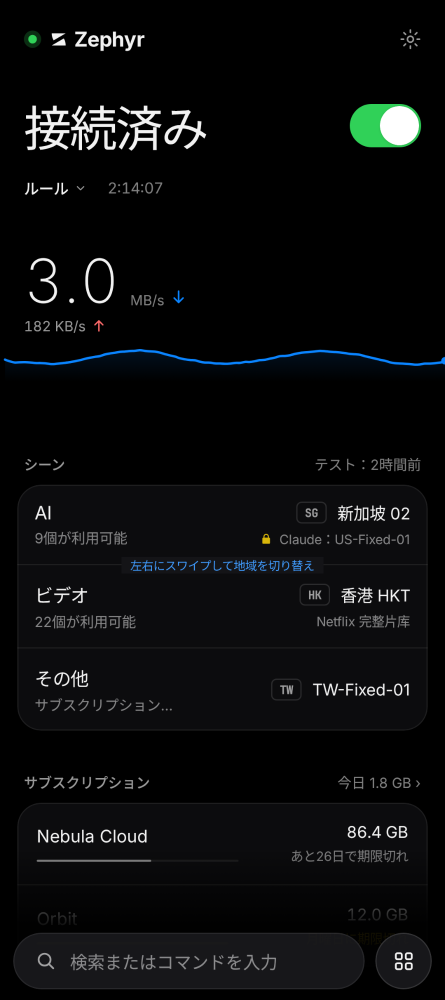 Zephyr
接続済み
ルール 2:14:07
3.0 MB/s ↓
182 KB/s ↑
シーン テスト：2時間前
AI SG 新加坡 02
9個が利用可能 Claude：US-Fixed-01
左右にスワイプして地域を切り替え
ビデオ HK 香港 HKT
22個が利用可能 Netflix 完整片库
その他 TW TW-Fixed-01
サブスクリプション…
サブスクリプション 今日 1.8 GB ›
Nebula Cloud 86.4 GB
あと26日で期限切れ
Orbit 12.0 GB
検索またはコマンドを入力